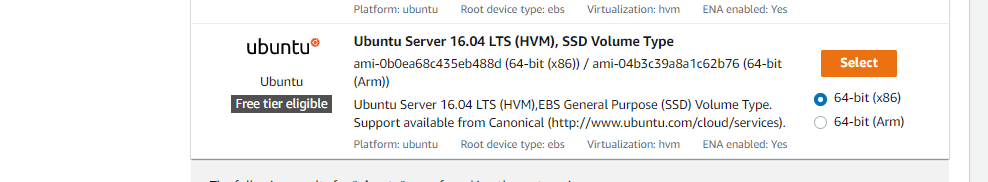 Platform: ubuntu Root device type: ebs Virtualization: hvm ENA enabled: Yes
ubuntu
Ubuntu
Free tier eligible
Ubuntu Server 16.04 LTS (HVM), SSD Volume Type
ami-0b0ea68c435eb488d (64-bit (x86)) / ami-04b3c39a8a1c62b76 (64-bit
(Arm))
Ubuntu Server 16.04 LTS (HVM),EBS General Purpose (SSD) Volume Type.
Support available from Canonical (http://www.ubuntu.com/cloud/services).
Platform: ubuntu Root device type: ebs Virtualization: hvm ENA enabled: Yes
Select
64-bit (x86)
64-bit (Arm)